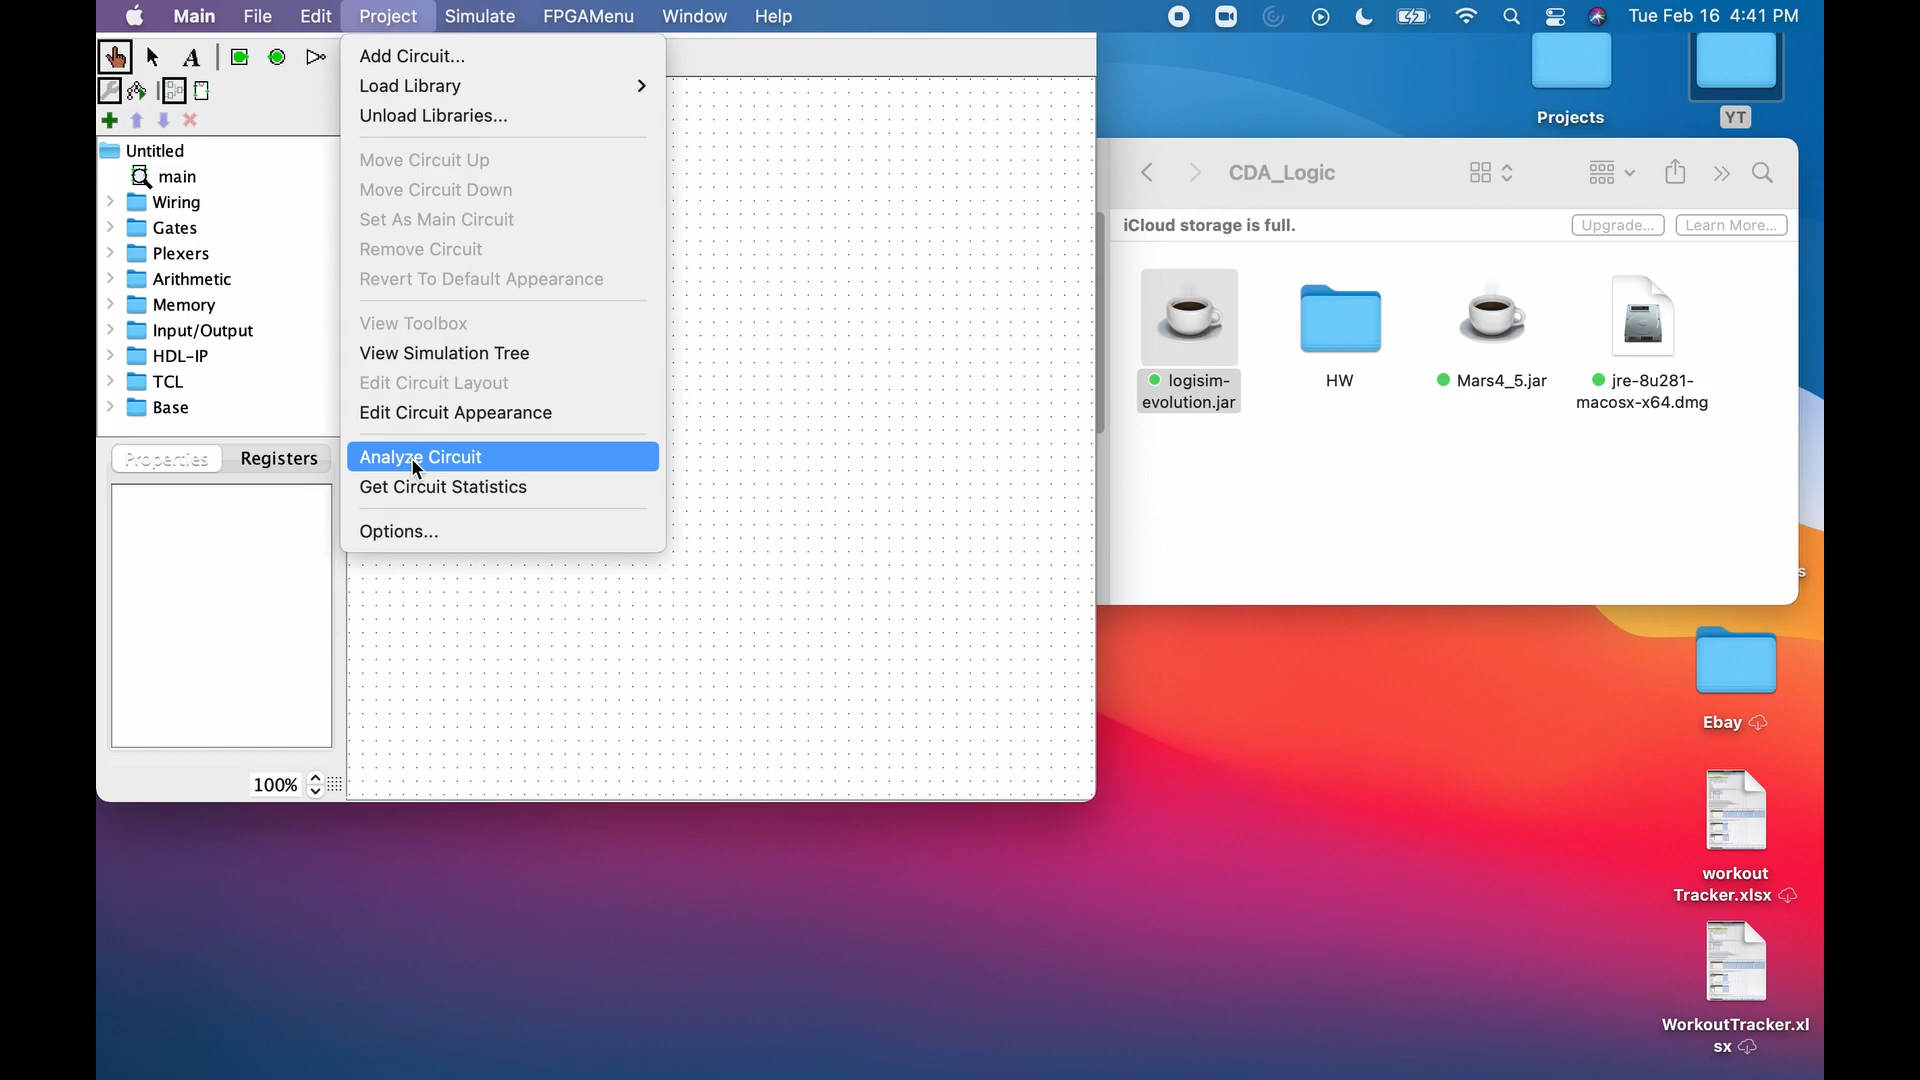 Main File Edit Project Simulate FPGAMenu Window Help
Tue Feb 16 4:41 PM
A
Untitled
main
Wiring
Gates
Plexers
Arithmetic
Memory
Input/Output
HDL-IP
TCL
Base
Properties Registers
100%
Add Circuit...
Load Library
Unload Libraries...
Move Circuit Up
Move Circuit Down
Set As Main Circuit
Remove Circuit
Revert To Default Appearance
View Toolbox
View Simulation Tree
Edit Circuit Layout
Edit Circuit Appearance
Analyze Circuit
Get Circuit Statistics
Options...
Projects
YT
CDA_Logic
iCloud storage is full.
Upgrade... Learn More...
logisim-
evolution.jar
HW
Mars4_5.jar
jre-8u281-
macosx-x64.dmg
s
Ebay
workout
Tracker.xlsx
WorkoutTracker.xl
sx